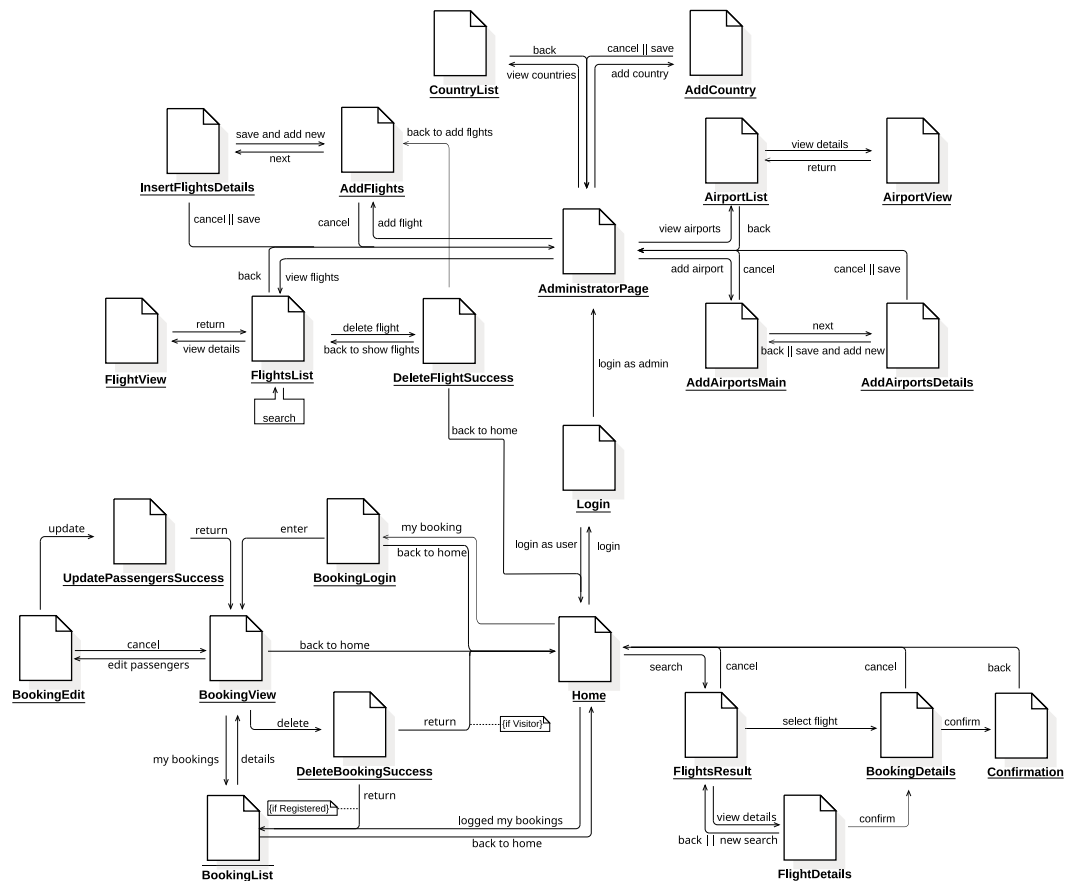 back
cancel || save
view countries
add country
CountryList
AddCountry
save and add new
back to add flghts
next
view details
return
InsertFlightsDetails
AddFlights
AirportList
AirportView
cancel || save
cancel
add flight
view airports
back
back
view flights
add airport
cancel
cancel || save
AdministratorPage
return
view details
delete flight
back to show flights
next
back || save and add new
FlightView
FlightsList
DeleteFlightSuccess
login as admin
AddAirportsMain
AddAirportsDetails
search
back to home
Login
update
return
enter
my booking
back to home
login as user
login
UpdatePassengersSuccess
BookingLogin
cancel
edit passengers
back to home
search
cancel
cancel
back
BookingEdit
BookingView
Home
delete
return
{if Visitor}
select flight
confirm
my bookings
details
DeleteBookingSuccess
FlightsResult
BookingDetails
Confirmation
return
{if Registered}
logged my bookings
back to home
view details
back || new search
confirm
BookingList
FlightDetails